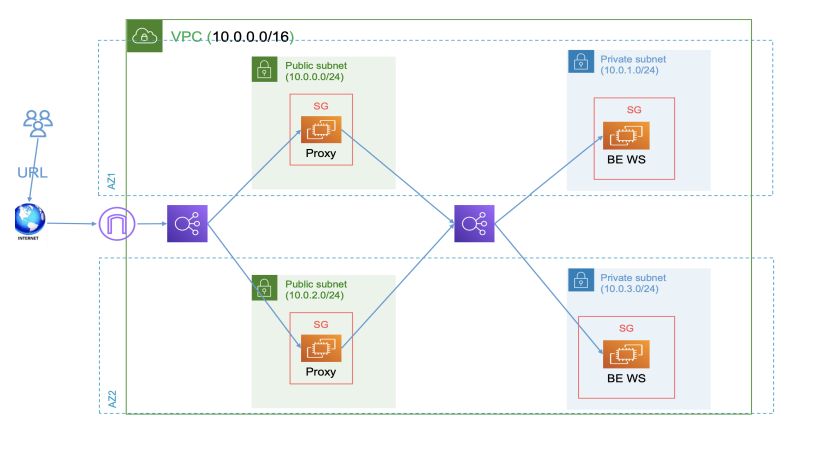 VPC (10.0.0.0/16)
Public subnet
(10.0.0.0/24)
SG
Proxy
Private subnet
(10.0.1.0/24)
SG
BE WS
AZ1
URL
INTERNET
Public subnet
(10.0.2.0/24)
SG
Proxy
Private subnet
(10.0.3.0/24)
SG
BE WS
AZ2